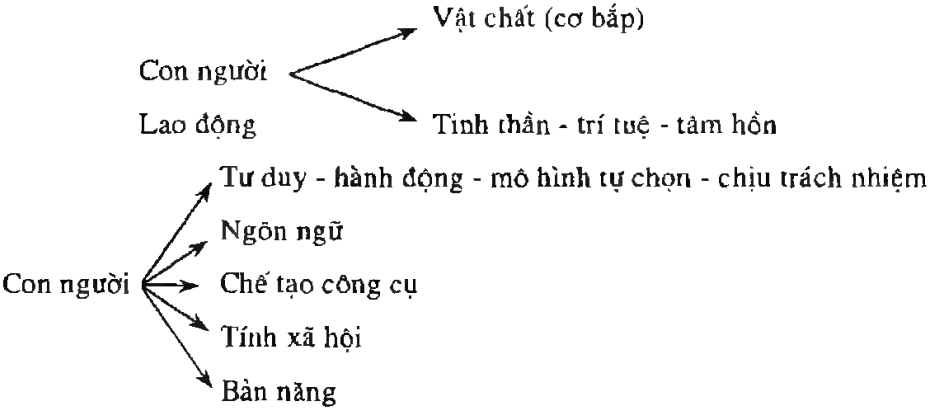 Vật chất (cơ bắp)
Con người
Lao động
Tinh thần - trí tuệ - tâm hồn
Tư duy - hành động - mô hình tự chọn - chịu trách nhiệm
Ngôn ngữ
Con người
Chế tạo công cụ
Tính xã hội
Bản năng